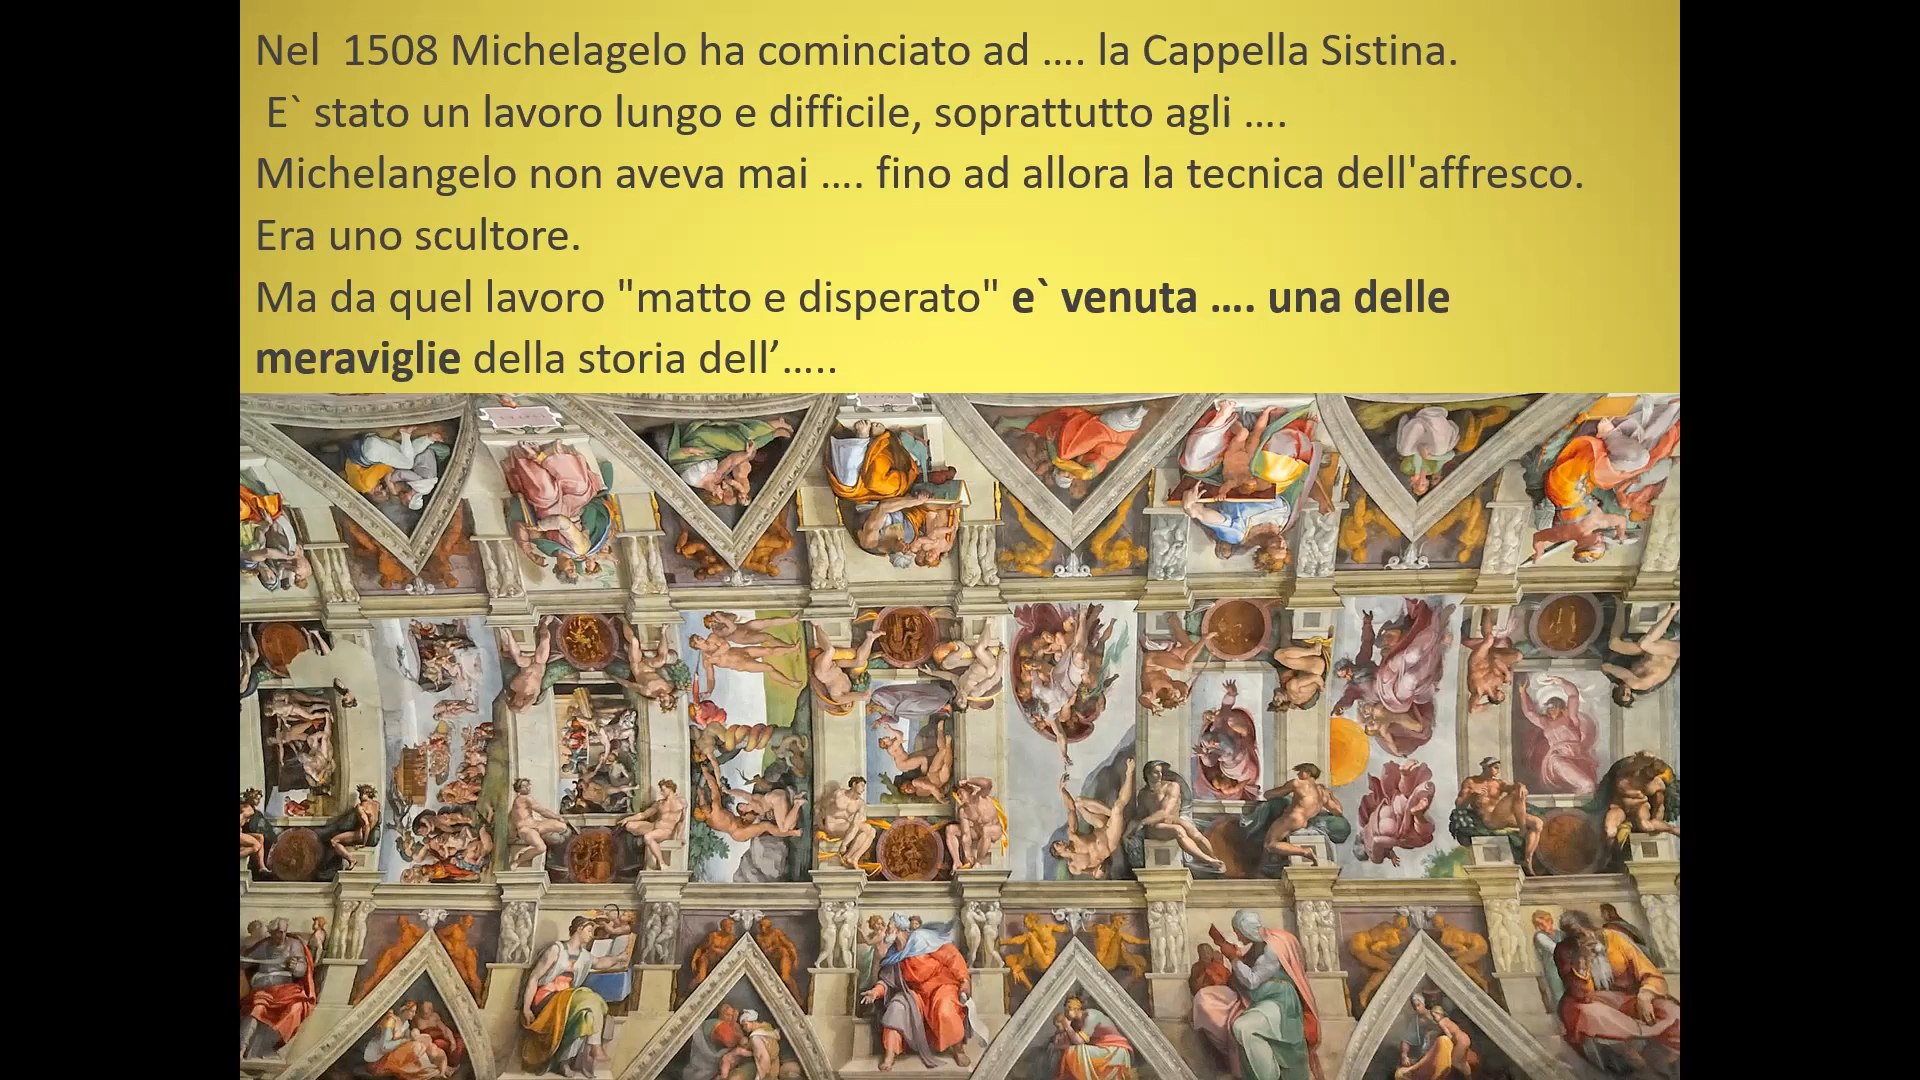 Nel  1508 Michelagelo ha cominciato ad .... la Cappella Sistina.
E` stato un lavoro lungo e difficile, soprattutto agli ....
Michelangelo non aveva mai .... fino ad allora la tecnica dell'affresco.
Era uno scultore.
Ma da quel lavoro "matto e disperato" e` venuta .... una delle
meraviglie della storia dell’.....